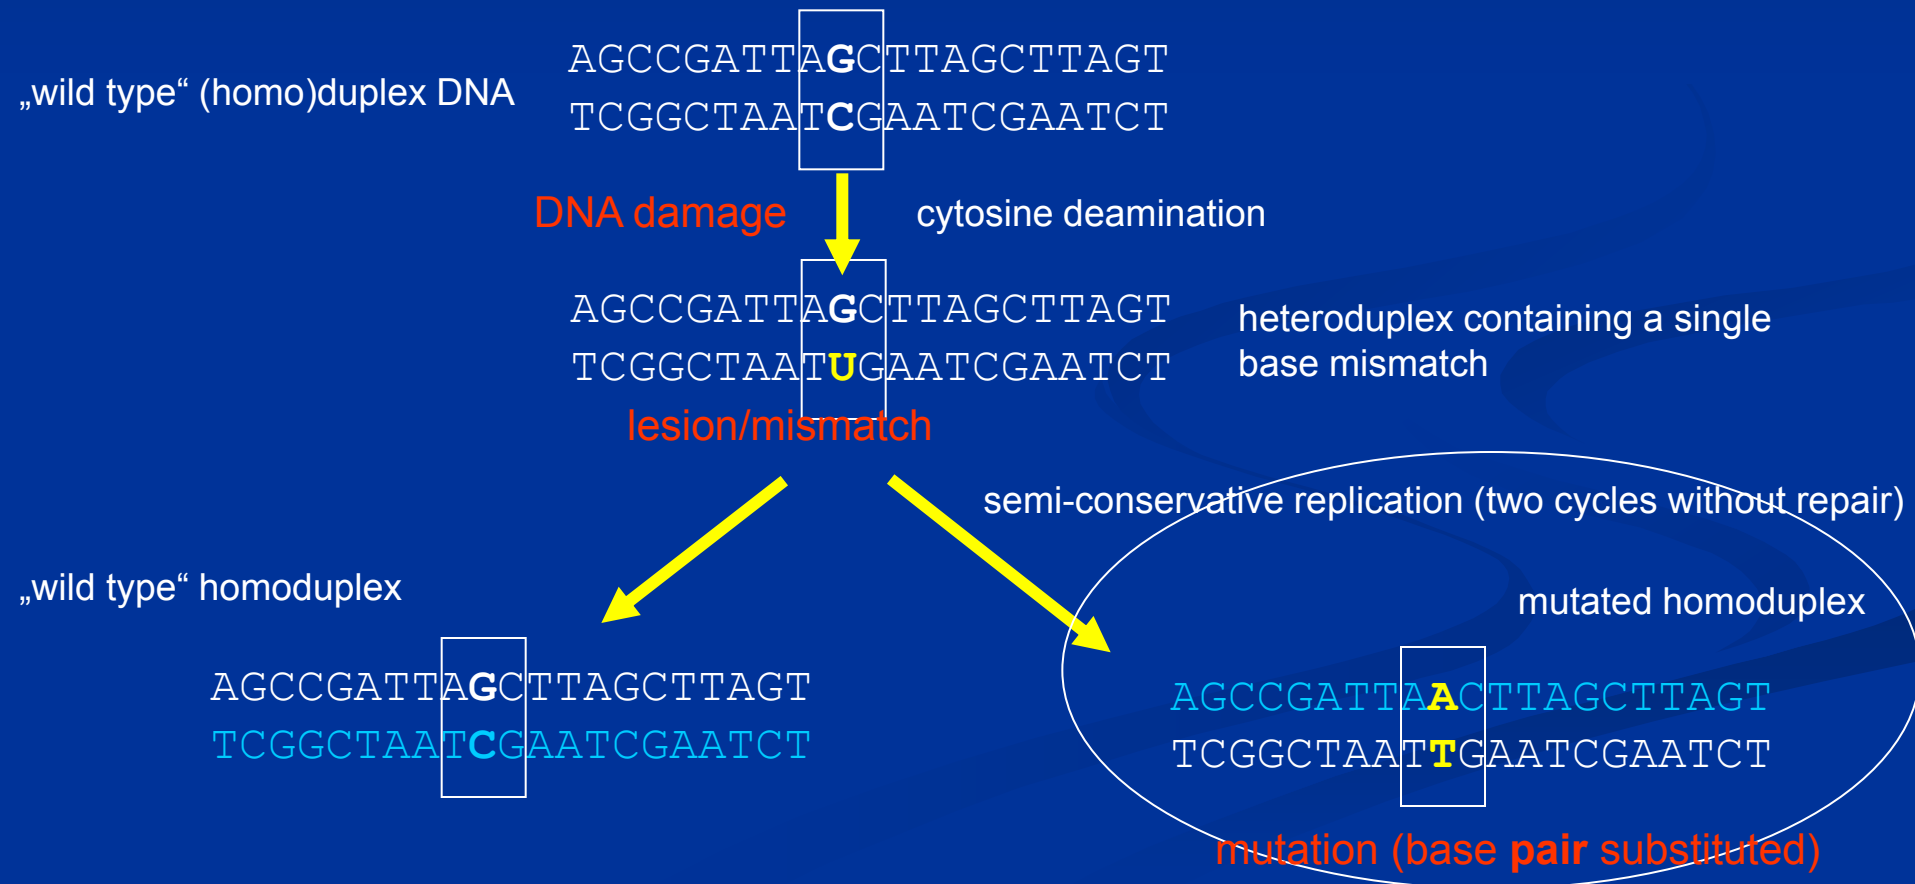 AGCCGATTAGCTTAGCTTAGT
„wild type“ (homo)duplex DNA
TCGGCTAATCGAATCGAATCT
DNA damage
cytosine deamination
AGCCGATTAGCTTAGCTTAGT
TCGGCTAATUGAATCGAATCT
heteroduplex containing a single
base mismatch
lesion/mismatch
semi-conservative replication (two cycles without repair)
„wild type“ homoduplex
mutated homoduplex
AGCCGATTAGCTTAGCTTAGT
TCGGCTAATCGAATCGAATCT
AGCCGATTAACTTAGCTTAGT
TCGGCTAATTGAATCGAATCT
mutation (base pair substituted)